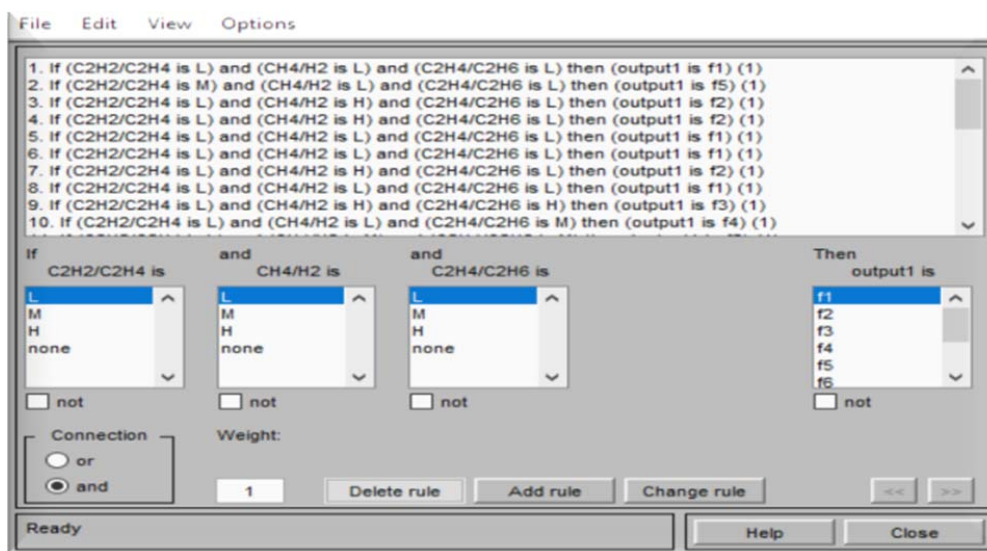 File Edit View Options
1. If (C2H2/C2H4 is L) and (CH4/H2 is L) and (C2H4/C2H6 is L) then (output1 is f1) (1)
2. If (C2H2/C2H4 is M) and (CH4/H2 is L) and (C2H4/C2H6 is L) then (output1 is f5) (1)
3. If (C2H2/C2H4 is L) and (CH4/H2 is H) and (C2H4/C2H6 is L) then (output1 is f2) (1)
4. If (C2H2/C2H4 is L) and (CH4/H2 is H) and (C2H4/C2H6 is L) then (output1 is f2) (1)
5. If (C2H2/C2H4 is L) and (CH4/H2 is L) and (C2H4/C2H6 is L) then (output1 is f1) (1)
6. If (C2H2/C2H4 is L) and (CH4/H2 is L) and (C2H4/C2H6 is L) then (output1 is f1) (1)
7. If (C2H2/C2H4 is L) and (CH4/H2 is H) and (C2H4/C2H6 is L) then (output1 is f2) (1)
8. If (C2H2/C2H4 is L) and (CH4/H2 is L) and (C2H4/C2H6 is L) then (output1 is f1) (1)
9. If (C2H2/C2H4 is L) and (CH4/H2 is H) and (C2H4/C2H6 is H) then (output1 is f3) (1)
10. If (C2H2/C2H4 is L) and (CH4/H2 is L) and (C2H4/C2H6 is M) then (output1 is f4) (1)
If and and Then
C2H2/C2H4 is CH4/H2 is C2H4/C2H6 is output1 is
L L L f1
M M M f2
H H H f3
none none none f4
f5
f6
not not not not
Connection Weight:
or
and 1 Delete rule Add rule Change rule << >>
Ready Help Close